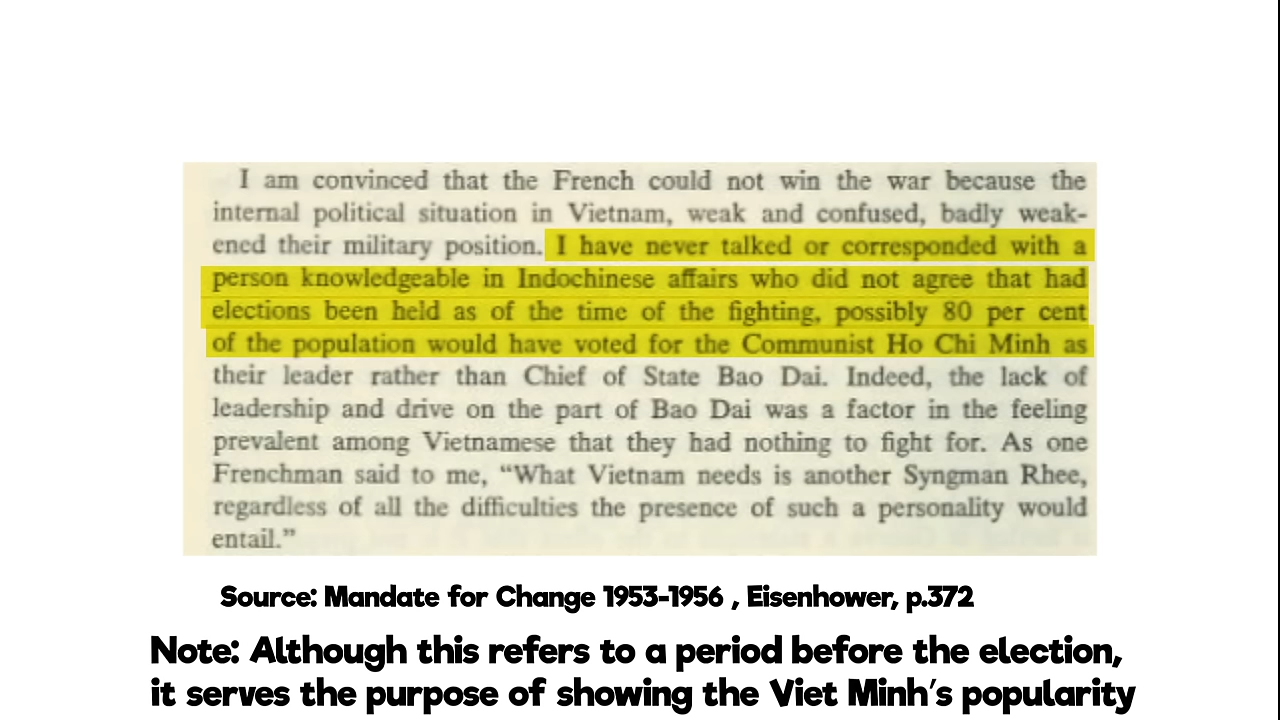 I am convinced that the French could not win the war because the
internal political situation in Vietnam, weak and confused, badly weak-
ened their military position. I have never talked or corresponded with a
person knowledgeable in Indochinese affairs who did not agree that had
elections been held as of the time of the fighting, possibly 80 per cent
of the population would have voted for the Communist Ho Chi Minh as
their leader rather than Chief of State Bao Dai. Indeed, the lack of
leadership and drive on the part of Bao Dai was a factor in the feeling
prevalent among Vietnamese that they had nothing to fight for. As one
Frenchman said to me, “What Vietnam needs is another Syngman Rhee,
regardless of all the difficulties the presence of such a personality would
entail.”
Source: Mandate for Change 1953-1956 , Eisenhower, p.372
Note: Although this refers to a period before the election,
it serves the purpose of showing the Viet Minh's popularity